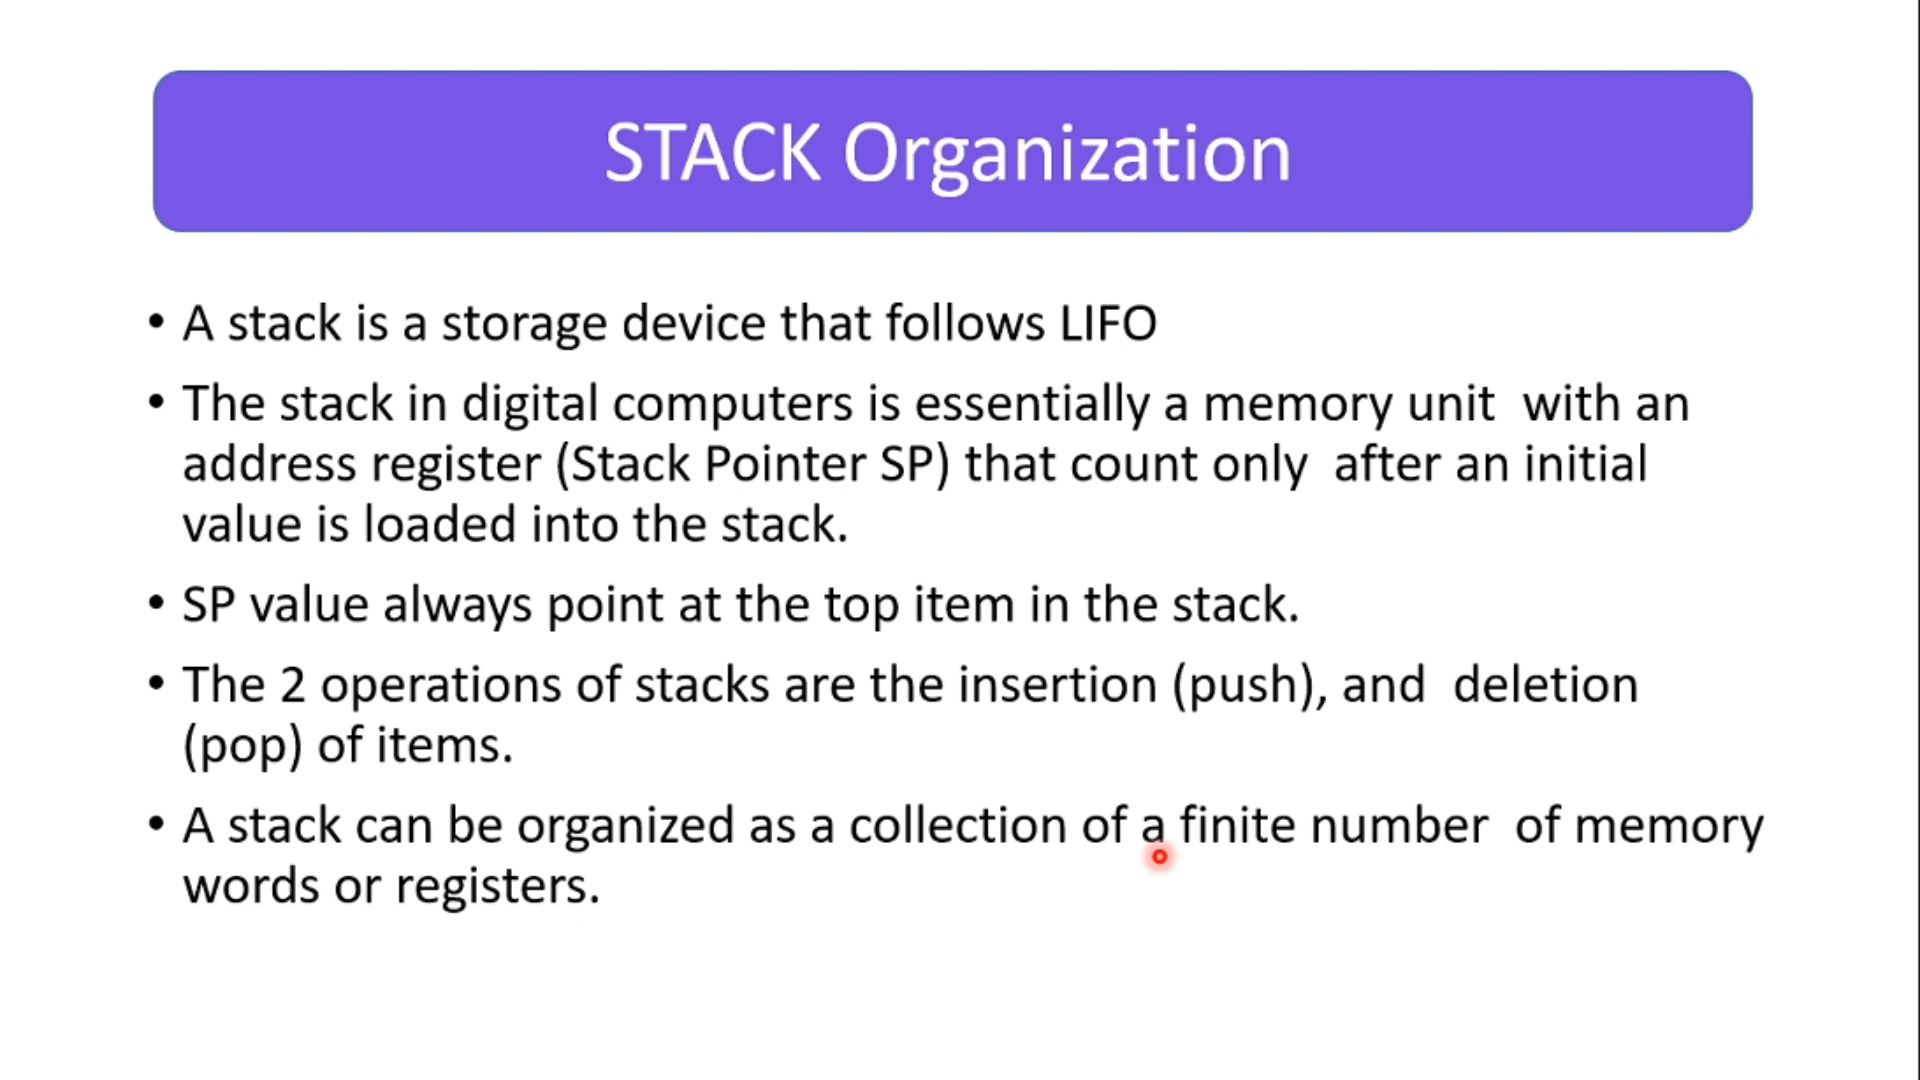 STACK Organization
• A stack is a storage device that follows LIFO
• The stack in digital computers is essentially a memory unit with an
address register (Stack Pointer SP) that count only after an initial
value is loaded into the stack.
• SP value always point at the top item in the stack.
• The 2 operations of stacks are the insertion (push), and deletion
(pop) of items.
• A stack can be organized as a collection of a finite number of memory
words or registers.